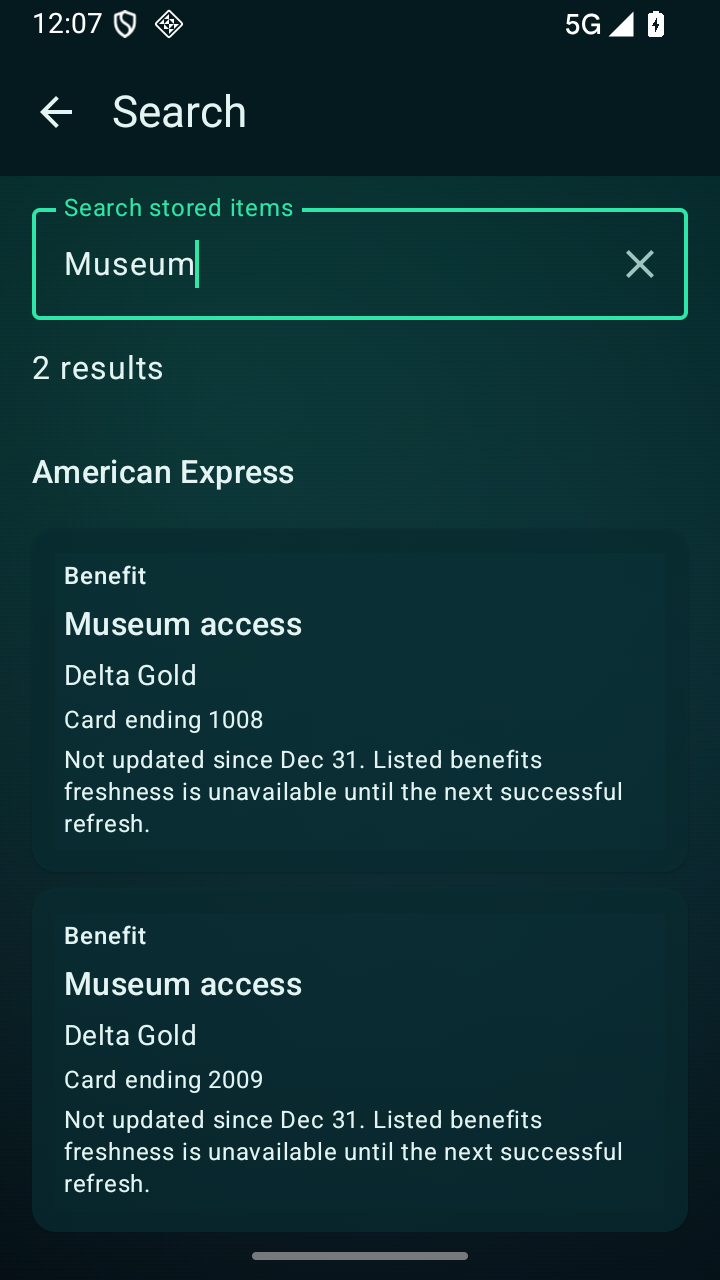 12:07
5G
Search
Search stored items
Museum
2 results
American Express
Benefit
Museum access
Delta Gold
Card ending 1008
Not updated since Dec 31. Listed benefits
freshness is unavailable until the next successful
refresh.
Benefit
Museum access
Delta Gold
Card ending 2009
Not updated since Dec 31. Listed benefits
freshness is unavailable until the next successful
refresh.